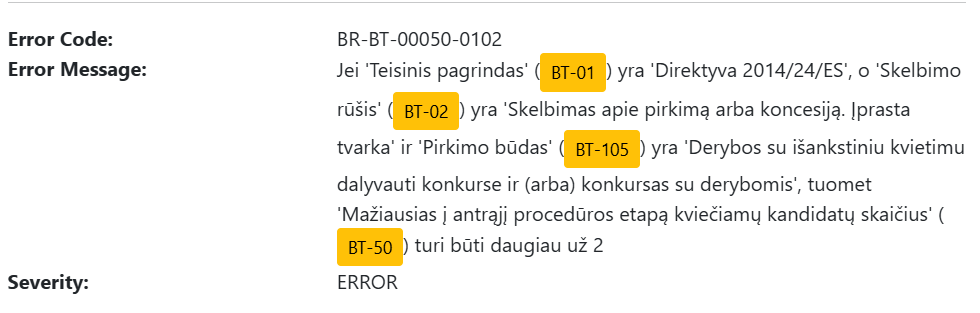 Error Code: BR-BT-00050-0102
Error Message: Jei 'Teisinis pagrindas' ( BT-01 ) yra 'Direktyva 2014/24/ES', o 'Skelbimo
rūšis' ( BT-02 ) yra 'Skelbimas apie pirkimą arba koncesiją. Įprasta
tvarka' ir 'Pirkimo būdas' ( BT-105 ) yra 'Derybos su išankstiniu kvietimu
dalyvauti konkurse ir (arba) konkursas su derybomis', tuomet
'Mažiausias į antrąjį procedūros etapą kviečiamų kandidatų skaičius' (
BT-50 ) turi būti daugiau už 2
Severity: ERROR